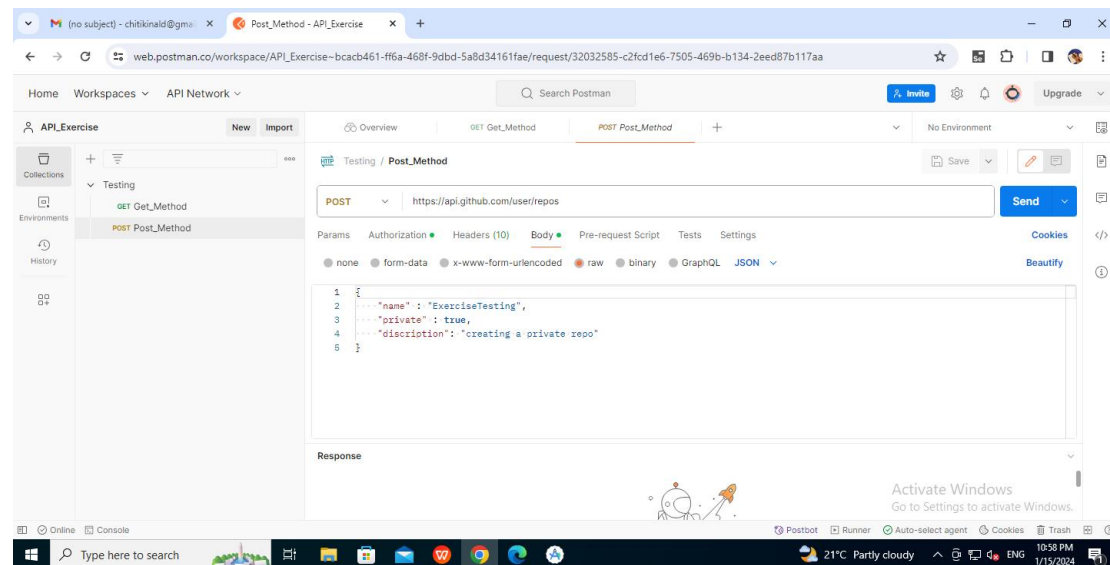 (no subject) - chitikinald@gmai
Post_Method - API_Exercise
web.postman.co/workspace/API_Exercise~bcacb461-ff6a-468f-9dbd-5a8d34161fae/request/32032585-c2fcd1e6-7505-469b-b134-2eed87b117aa
Home Workspaces API Network Search Postman Invite Upgrade
API_Exercise New Import Overview GET Get_Method POST Post_Method No Environment
Collections
Testing
GET Get_Method
POST Post_Method
Environments
History
HTTP Testing / Post_Method Save
POST https://api.github.com/user/repos Send
Params Authorization Headers (10) Body Pre-request Script Tests Settings Cookies
none form-data x-www-form-urlencoded raw binary GraphQL JSON Beautify
1 {
2 "name" : "ExerciseTesting",
3 "private" : true,
4 "discription": "creating a private repo"
5 }
Response
Activate Windows
Go to Settings to activate Windows.
Online Console Postbot Runner Auto-select agent Cookies Trash
Type here to search 21°C Partly cloudy ENG 10:58 PM
1/15/2024